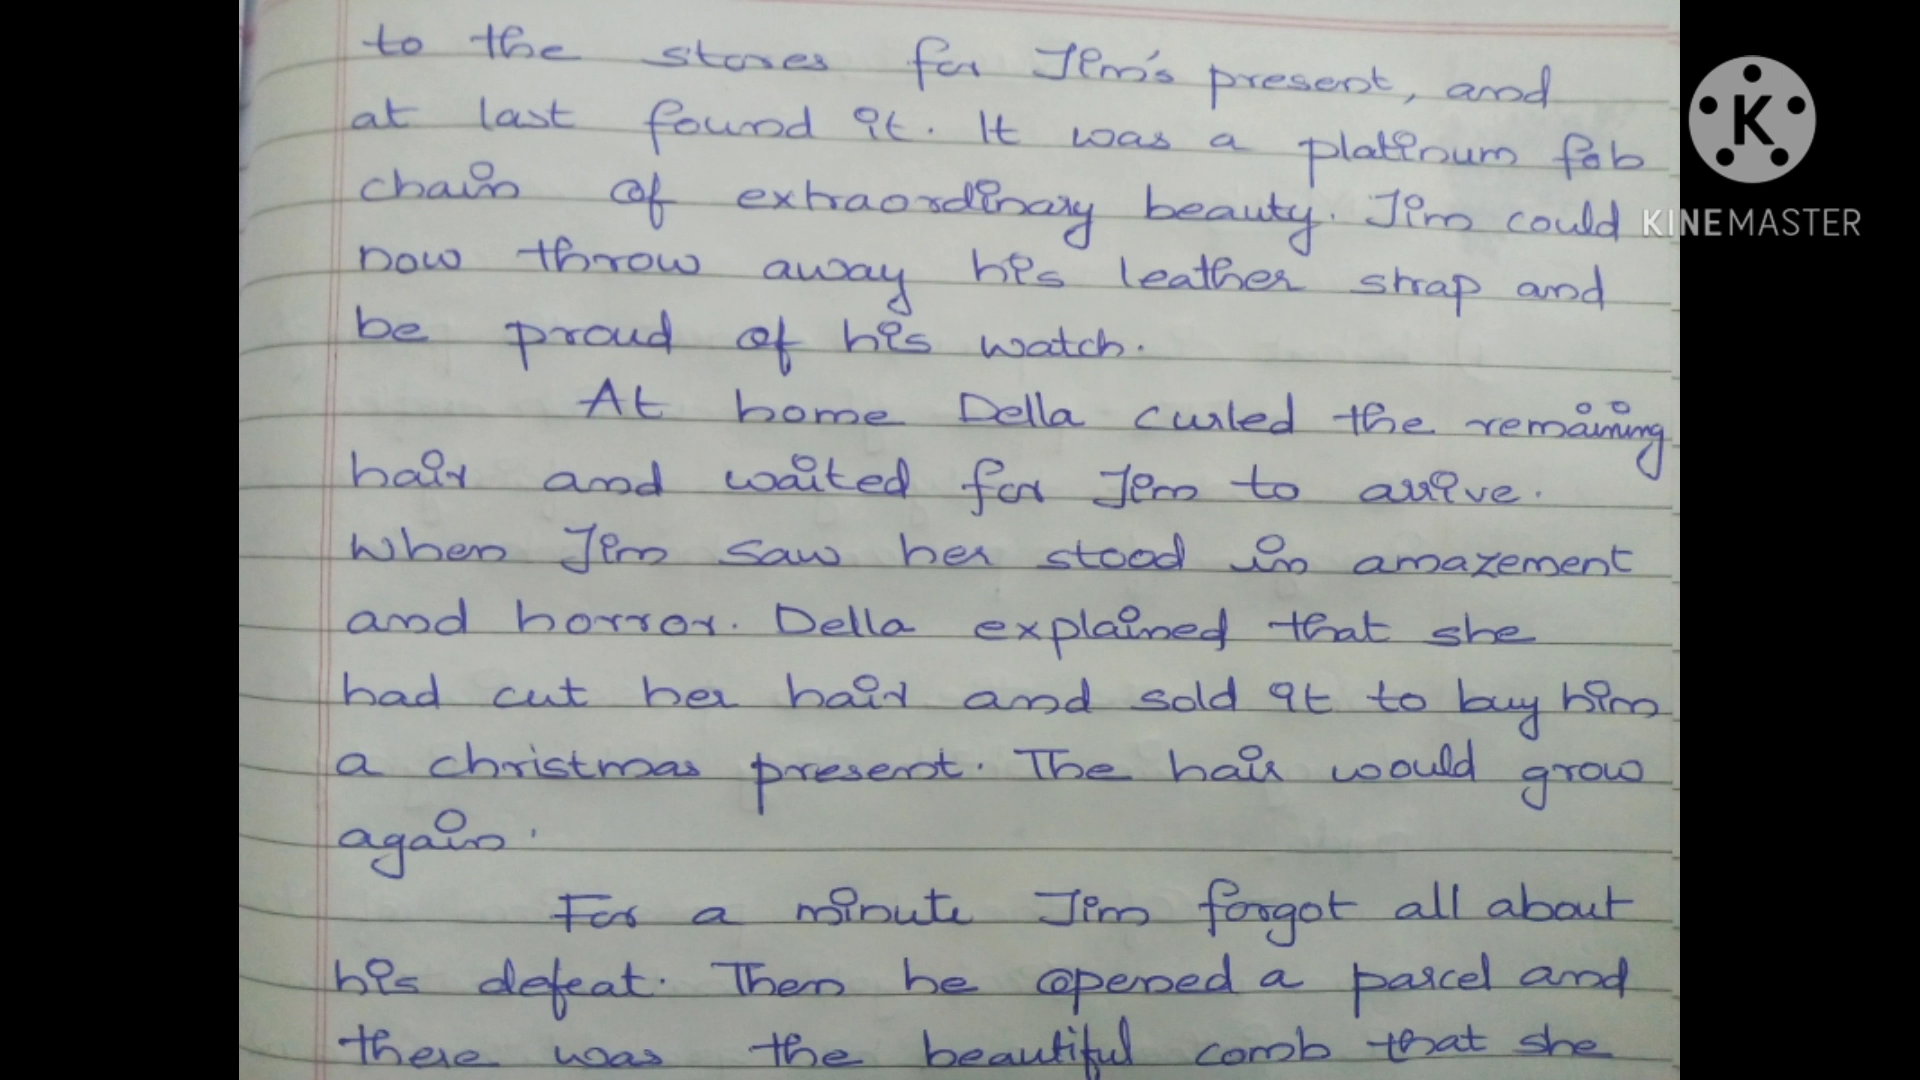 to the stores for Jim's present, and
at last found it. It was a platinum fob
chain of extraordinary beauty. Jim could
now throw away his leather strap and
be proud of his watch.
At home Della curled the remaining
hair and waited for Jim to arrive.
When Jim saw her stood in amazement
and horror. Della explained that she
had cut her hair and sold it to buy him
a christmas present. The hair would grow
again.
For a minute Jim forgot all about
his defeat. Then he opened a parcel and
there was the beautiful comb that she
K
KINEMASTER